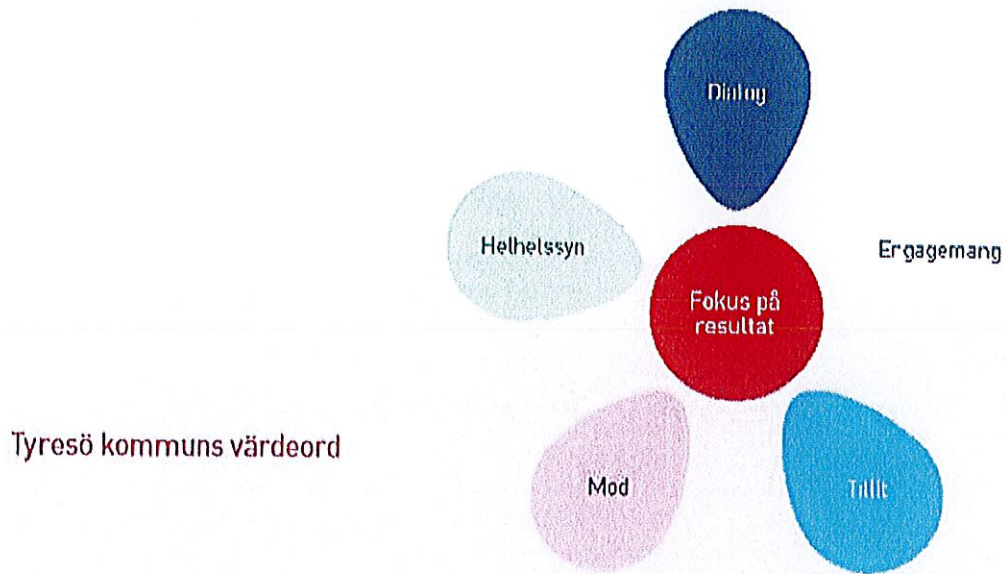 Dialog
Helhetssyn
Engagemang
Fokus på
resultat
Tyresö kommuns värdeord
Mod
Tillit